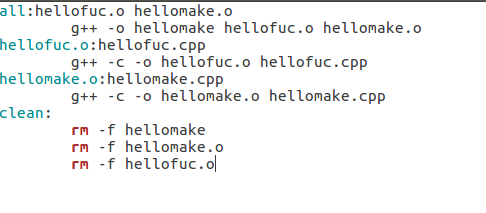 all:hellofuc.o hellomake.o
        g++ -o hellomake hellofuc.o hellomake.o
hellofuc.o:hellofuc.cpp
        g++ -c -o hellofuc.o hellofuc.cpp
hellomake.o:hellomake.cpp
        g++ -c -o hellomake.o hellomake.cpp
clean:
        rm -f hellomake
        rm -f hellomake.o
        rm -f hellofuc.o